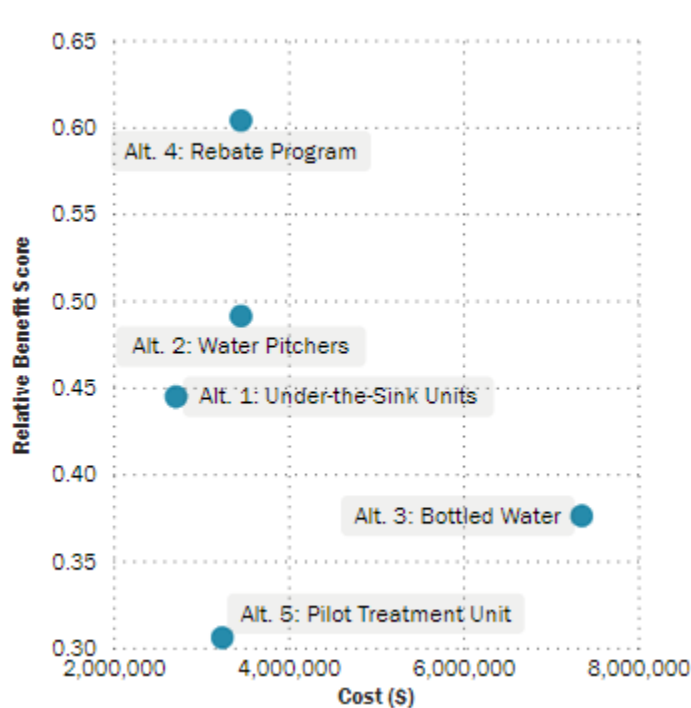 0.65
0.60
Alt. 4: Rebate Program
0.55
0.50
Alt. 2: Water Pitchers
0.45
Alt. 1: Under-the-Sink Units
0.40
Alt. 3: Bottled Water
0.35
Alt. 5: Pilot Treatment Unit
0.30
Relative Benefit Score
2,000,000 4,000,000 6,000,000 8,000,000
Cost ($)